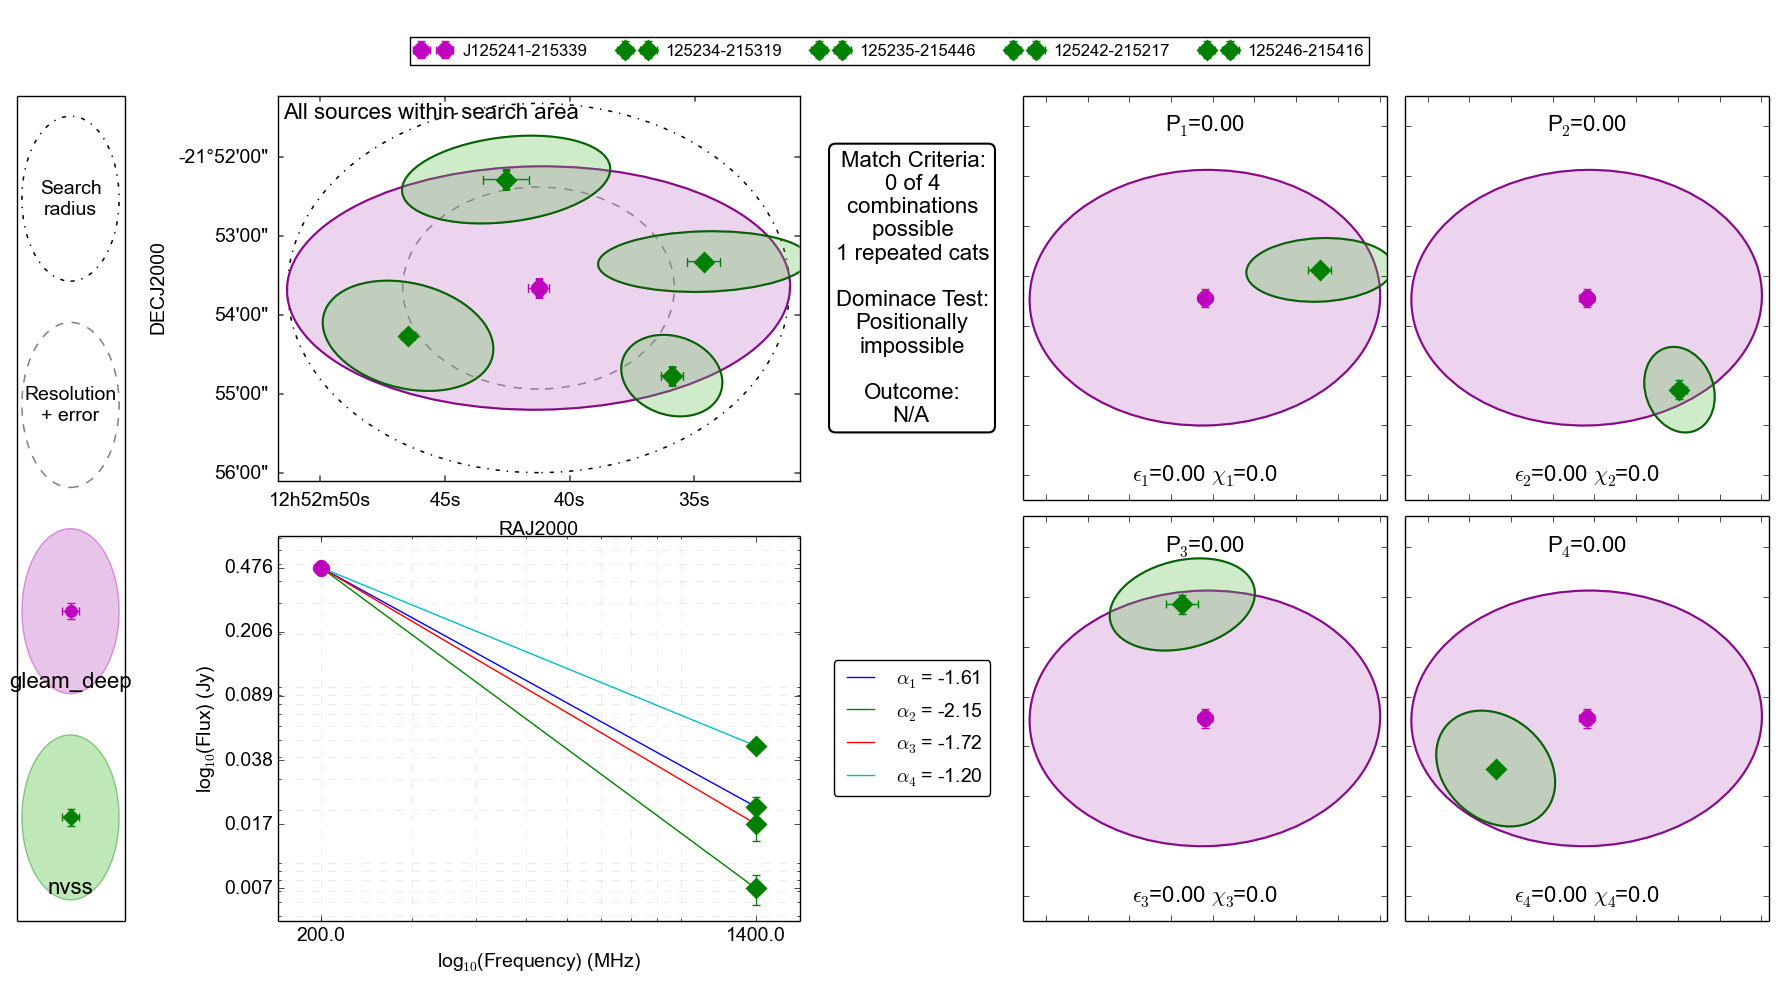 J125241-215339 125234-215319 125235-215446 125242-215217 125246-215416
Search
radius
Resolution
+ error
gleam_deep
nvss
All sources within search area
DECJ2000
-21°52'00"
53'00"
54'00"
55'00"
56'00"
12h52m50s 45s 40s 35s
RAJ2000
Match Criteria:
0 of 4
combinations
possible
1 repeated cats
Dominace Test:
Positionally
impossible
Outcome:
N/A
P1=0.00
ϵ1=0.00 χ1=0.0
P2=0.00
ϵ2=0.00 χ2=0.0
log10(Flux) (Jy)
0.476
0.206
0.089
0.038
0.017
0.007
200.0 1400.0
log10(Frequency) (MHz)
α1 = -1.61
α2 = -2.15
α3 = -1.72
α4 = -1.20
P3=0.00
ϵ3=0.00 χ3=0.0
P4=0.00
ϵ4=0.00 χ4=0.0